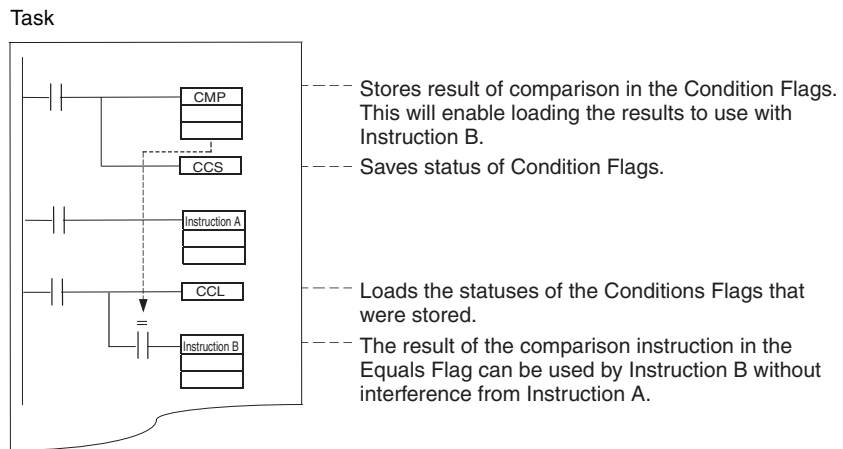 Task
CMP
Stores result of comparison in the Condition Flags.
This will enable loading the results to use with
Instruction B.
CCS
Saves status of Condition Flags.
Instruction A
CCL
Loads the statuses of the Conditions Flags that
were stored.
=
Instruction B
The result of the comparison instruction in the
Equals Flag can be used by Instruction B without
interference from Instruction A.